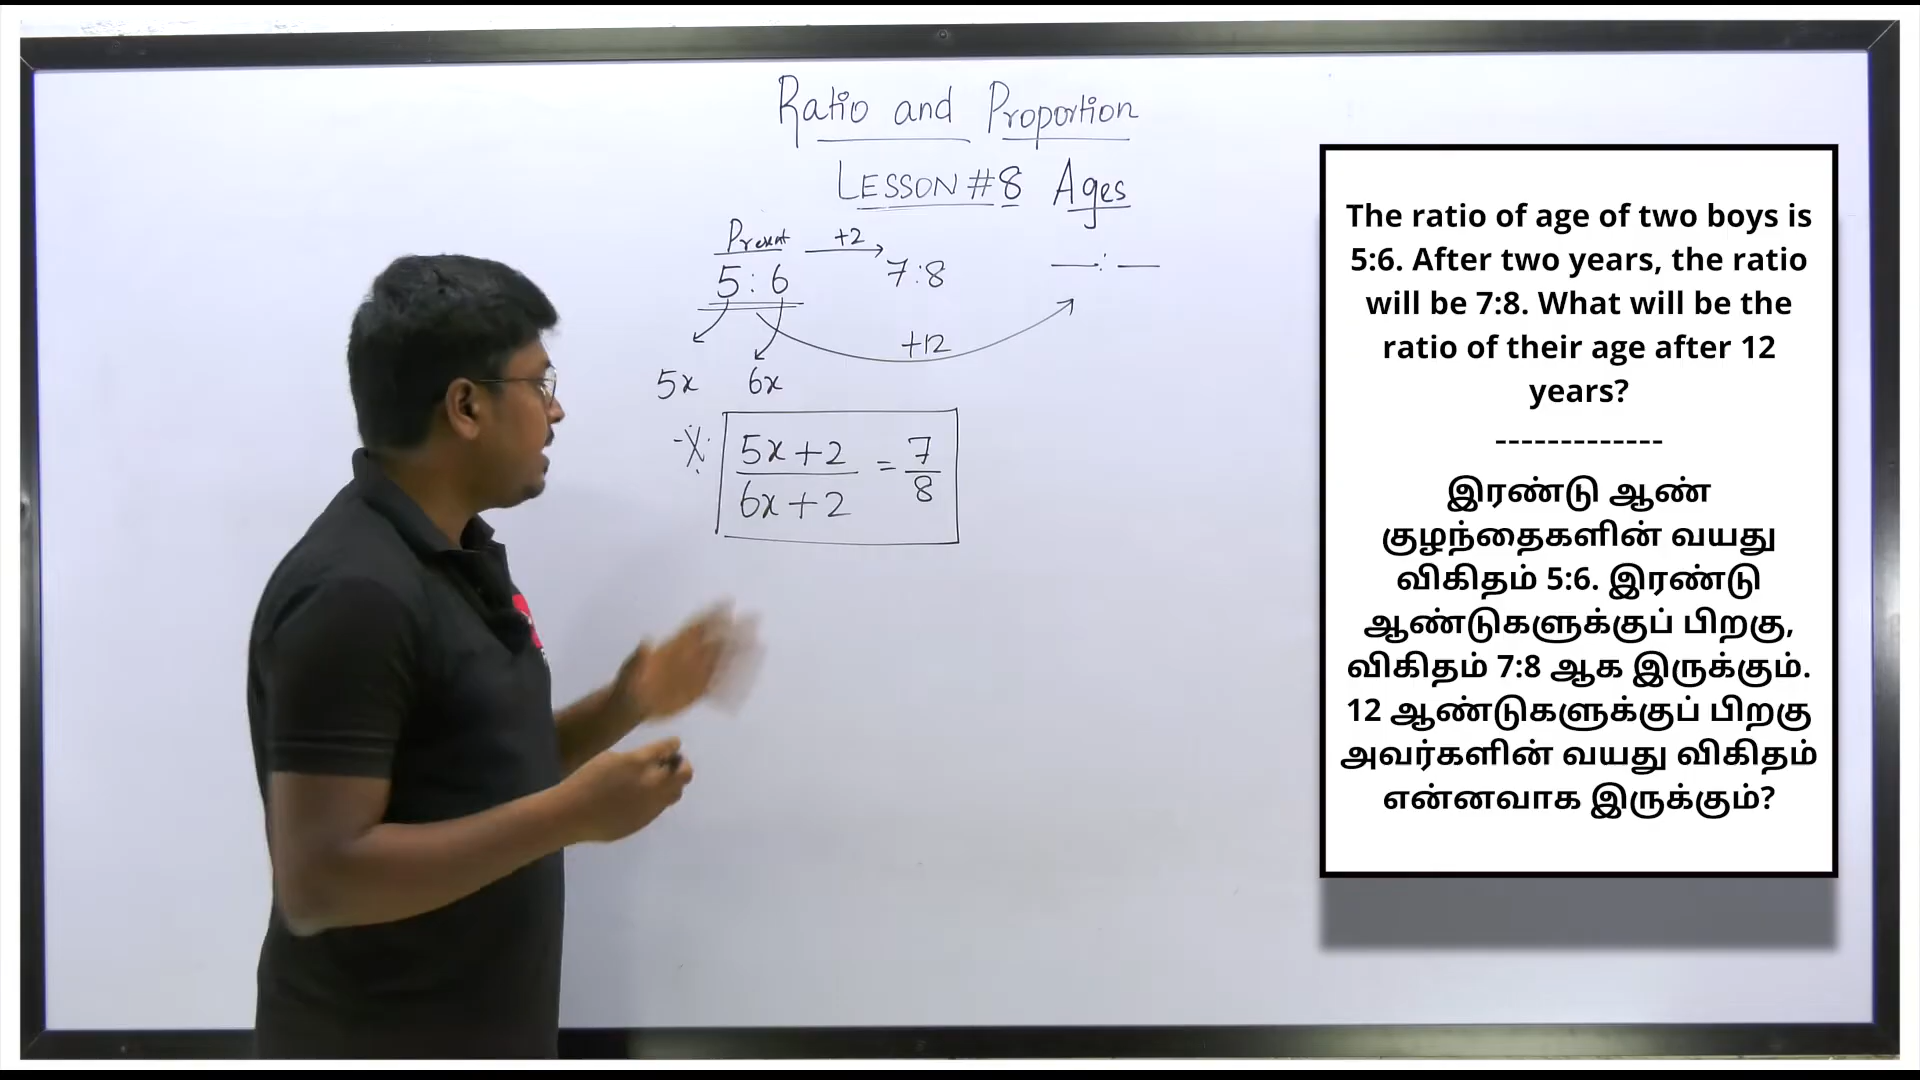 Ratio and Proportion
LESSON #8 Ages
Present +2
5 : 6 7:8 __ : __
+12
5x 6x
5x+2
6x+2
= 7
8
The ratio of age of two boys is
5:6. After two years, the ratio
will be 7:8. What will be the
ratio of their age after 12
years?
-------------
இரண்டு ஆண்
குழந்தைகளின் வயது
விகிதம் 5:6. இரண்டு
ஆண்டுகளுக்குப் பிறகு,
விகிதம் 7:8 ஆக இருக்கும்.
12 ஆண்டுகளுக்குப் பிறகு
அவர்களின் வயது விகிதம்
என்னவாக இருக்கும்?